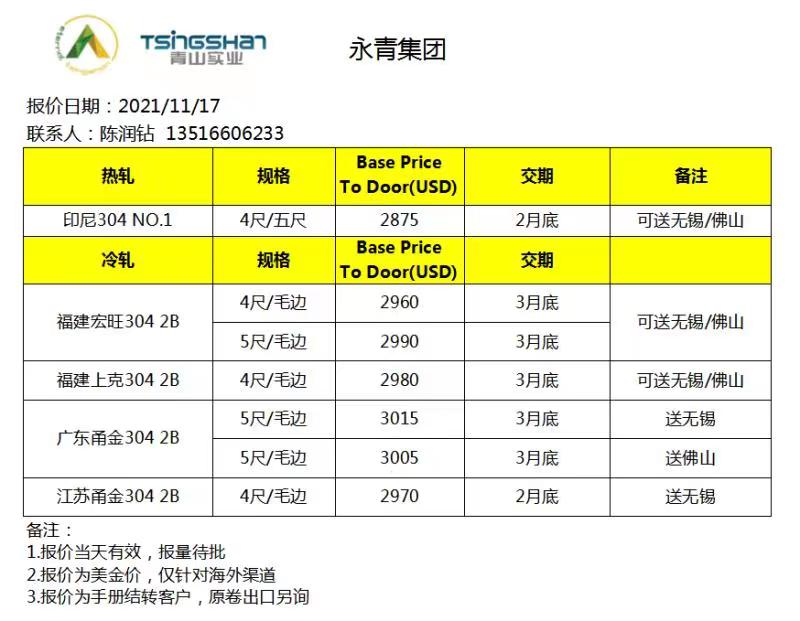 TSINGSHAN
青山实业
永青集团
报价日期：2021/11/17
联系人：陈润钻 13516606233
热轧 规格 Base Price To Door(USD) 交期 备注
印尼304 NO.1 4尺/五尺 2875 2月底 可送无锡/佛山
冷轧 规格 Base Price To Door(USD) 交期
福建宏旺304 2B 4尺/毛边 2960 3月底 可送无锡/佛山
5尺/毛边 2990 3月底
福建上克304 2B 4尺/毛边 2980 3月底 可送无锡/佛山
广东甬金304 2B 5尺/毛边 3015 3月底 送无锡
5尺/毛边 3005 3月底 送佛山
江苏甬金304 2B 4尺/毛边 2970 2月底 送无锡
备注：
1.报价当天有效，报量待批
2.报价为美金价，仅针对海外渠道
3.报价为手册结转客户，原卷出口另询